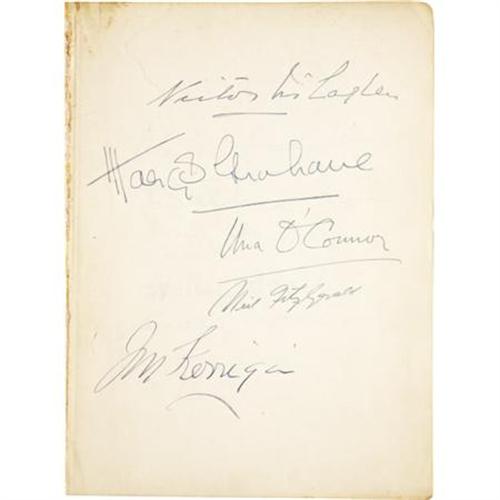 Victor McLaglen
Margot Grahame
Una O'Connor
Neil Fitzgerald
J M Kerrigan